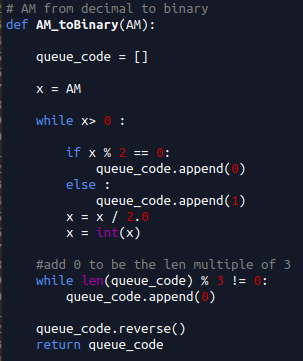 # AM from decimal to binary
def AM_toBinary(AM):
queue_code = []
x = AM
while x> 0 :
if x % 2 == 0:
queue_code.append(0)
else :
queue_code.append(1)
x = x / 2.0
x = int(x)
#add 0 to be the len multiple of 3
while len(queue_code) % 3 != 0:
queue_code.append(0)
queue_code.reverse()
return queue_code